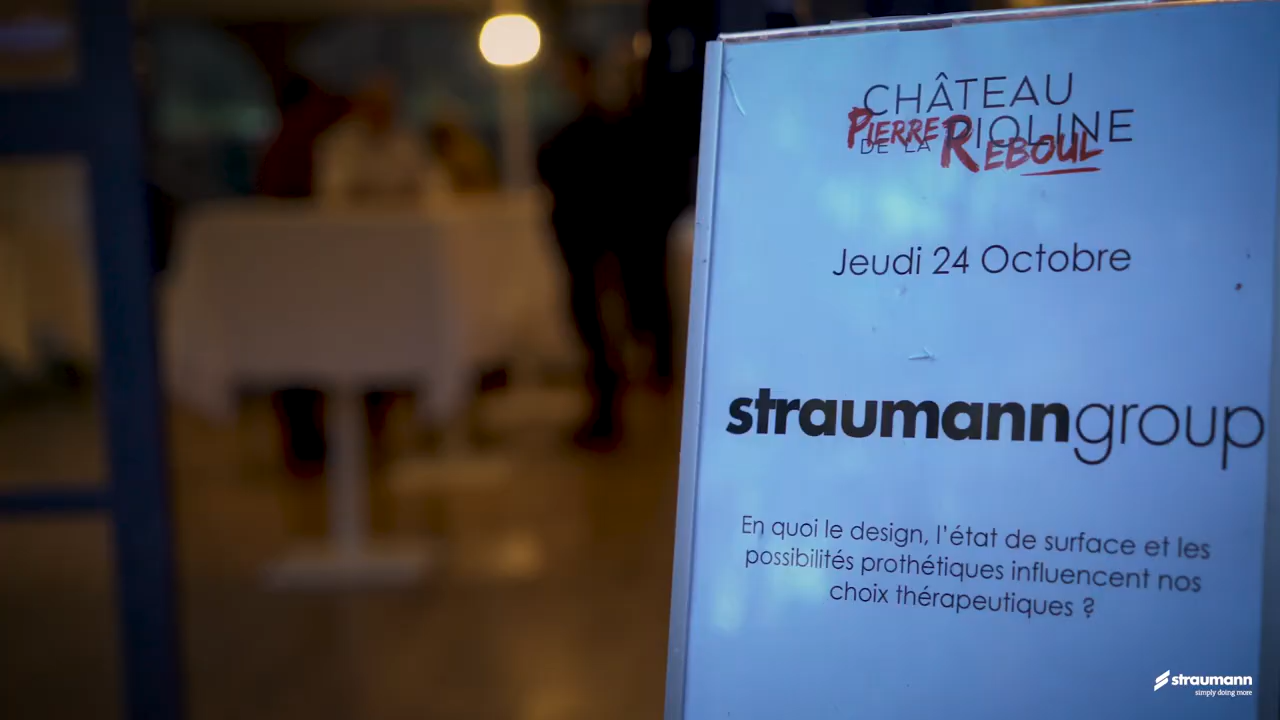 CHÂTEAU
DE LA PIOLINE
PIERRE REBOUL
Jeudi 24 Octobre
straumanngroup
En quoi le design, l'état de surface et les
possibilités prothétiques influencent nos
choix thérapeutiques ?
straumann
simply doing more